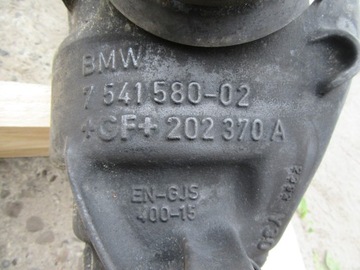 BMW
7 541 580-02
+GF+ 202 370 A
EN-GJS
400-15